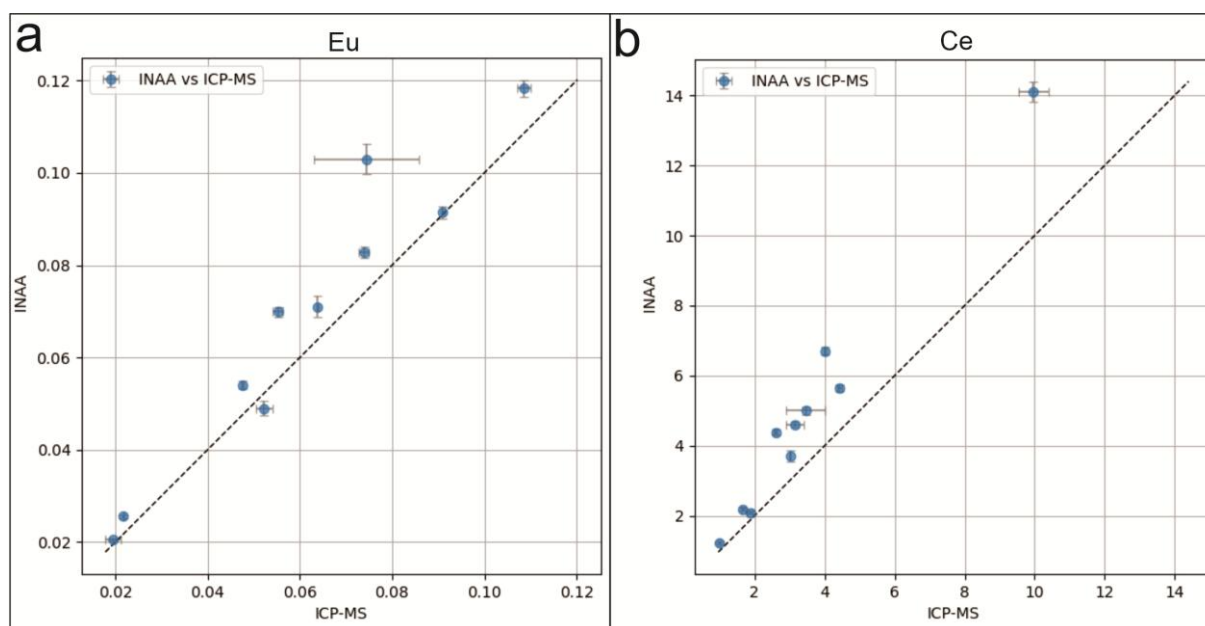 a
Eu
INAA vs ICP-MS
0.12
0.10
0.08
0.06
0.04
0.02
INAA
0.02 0.04 0.06 0.08 0.10 0.12
ICP-MS
b
Ce
INAA vs ICP-MS
14
12
10
8
6
4
2
INAA
2 4 6 8 10 12 14
ICP-MS